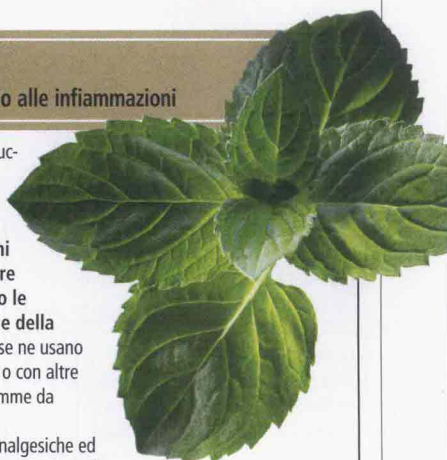 o alle infiammazioni
uc-
ni
re
o le
e della
se ne usano
o con altre
mme da
nalgesiche ed